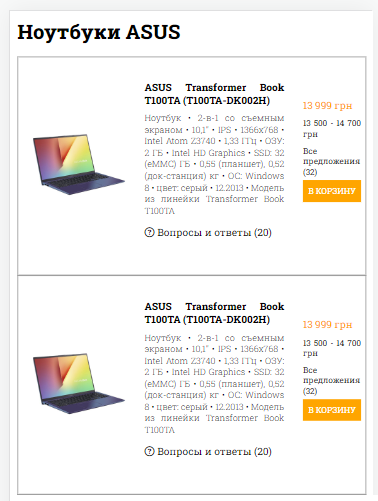 Ноутбуки ASUS
ASUS Transformer Book
T100TA (T100TA-DK002H)
Ноутбук • 2-в-1 со съемным
экраном • 10,1" • IPS • 1366x768 •
Intel Atom Z3740 • 1,33 ГГц • ОЗУ:
2 ГБ • Intel HD Graphics • SSD: 32
(eMMC) ГБ • 0,55 (планшет), 0,52
(док-станция) кг • ОС: Windows
8 • цвет: серый • 12.2013 • Модель
из линейки Transformer Book
T100TA
Вопросы и ответы (20)
13 999 грн
13 500 - 14 700
грн
Все
предложения
(32)
В КОРЗИНУ
ASUS Transformer Book
T100TA (T100TA-DK002H)
Ноутбук • 2-в-1 со съемным
экраном • 10,1" • IPS • 1366x768 •
Intel Atom Z3740 • 1,33 ГГц • ОЗУ:
2 ГБ • Intel HD Graphics • SSD: 32
(eMMC) ГБ • 0,55 (планшет), 0,52
(док-станция) кг • ОС: Windows
8 • цвет: серый • 12.2013 • Модель
из линейки Transformer Book
T100TA
Вопросы и ответы (20)
13 999 грн
13 500 - 14 700
грн
Все
предложения
(32)
В КОРЗИНУ